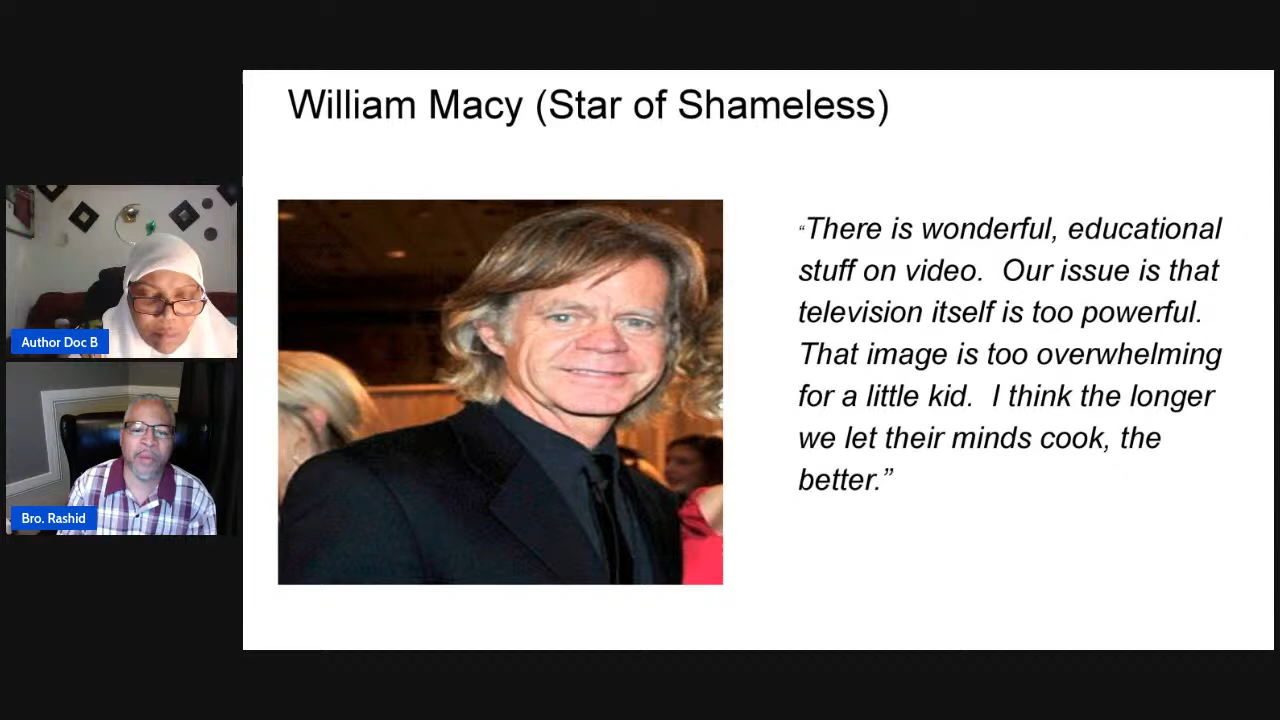 William Macy (Star of Shameless)
“There is wonderful, educational
stuff on video.  Our issue is that
television itself is too powerful.
That image is too overwhelming
for a little kid.  I think the longer
we let their minds cook, the
better.”
Author Doc B
Bro. Rashid